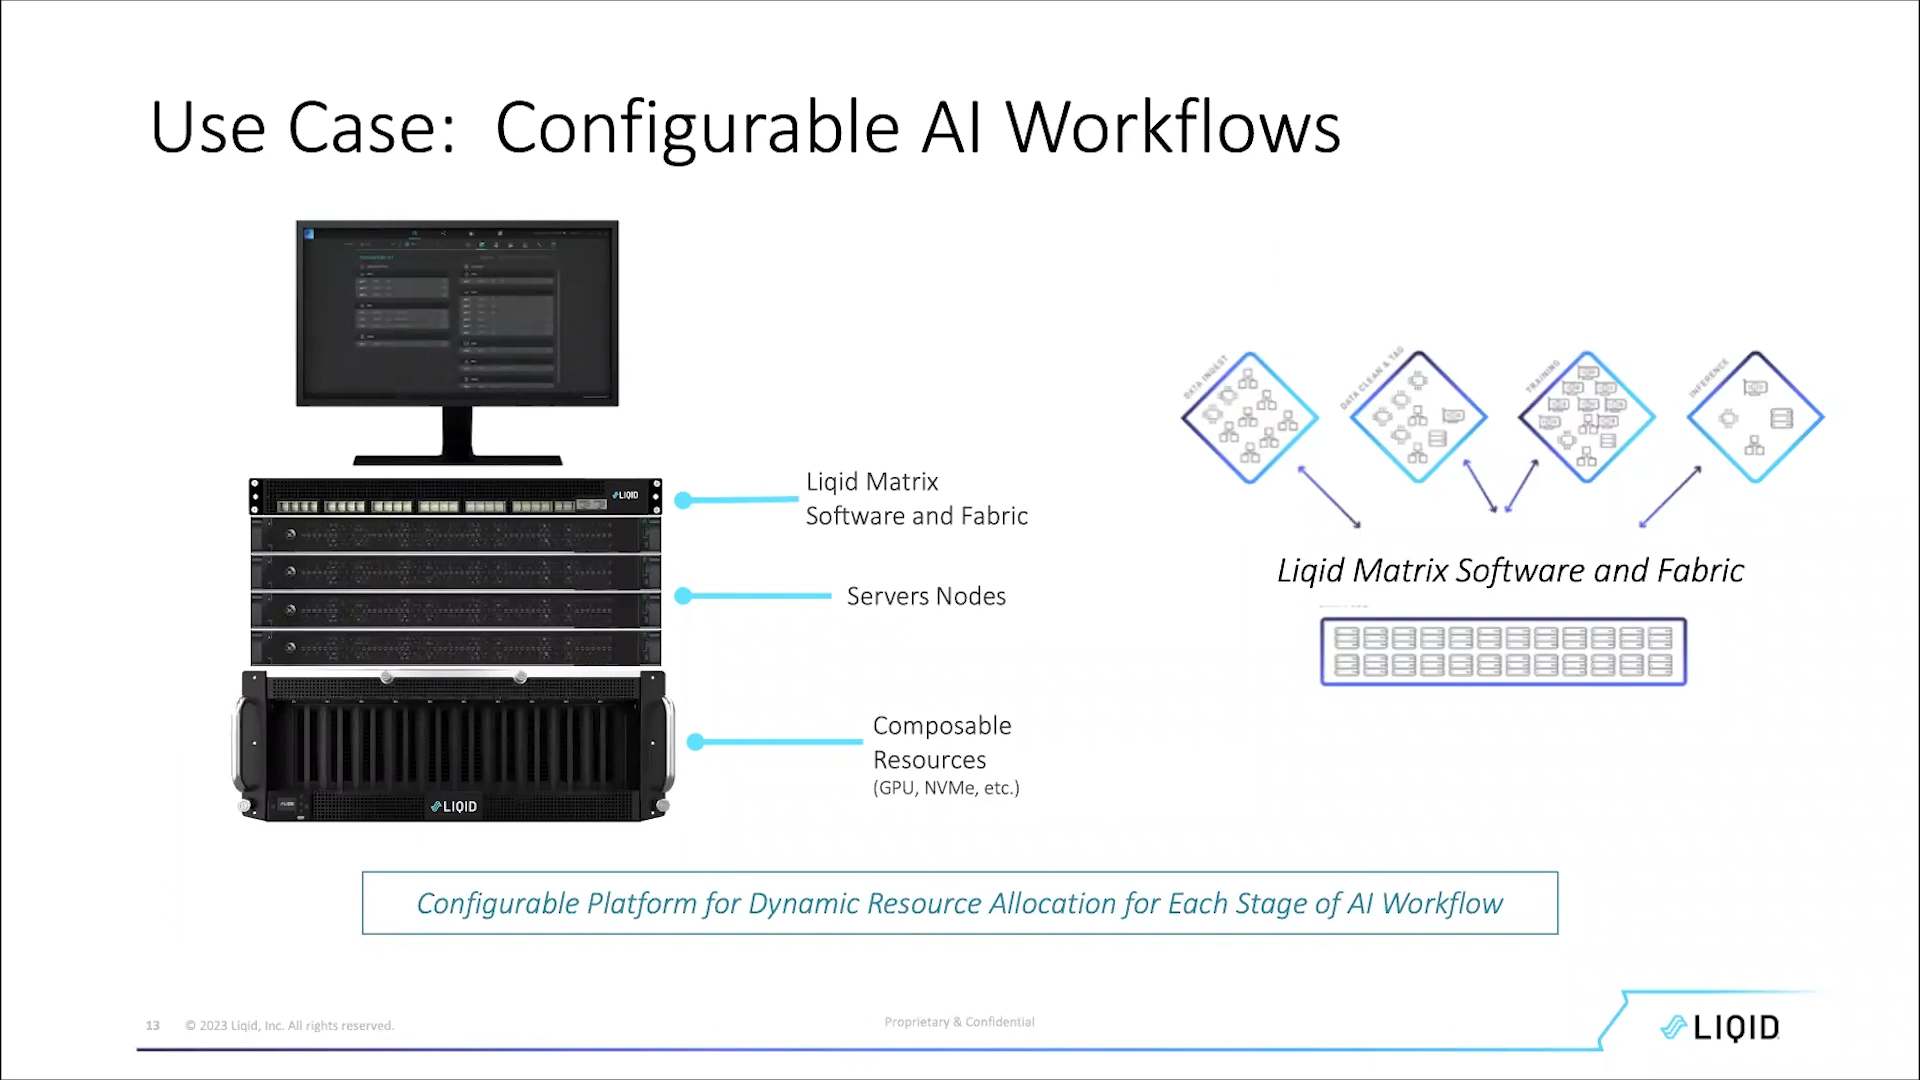 Use Case:  Configurable AI Workflows
LIQID
Liqid Matrix
Software and Fabric
Servers Nodes
Composable
Resources
(GPU, NVMe, etc.)
LIQID
DATA INGEST
DATA CLEAN & TAG
TRAINING
INFERENCE
Liqid Matrix Software and Fabric
Configurable Platform for Dynamic Resource Allocation for Each Stage of AI Workflow
13
© 2023 Liqid, Inc. All rights reserved.
Proprietary & Confidential
LIQID